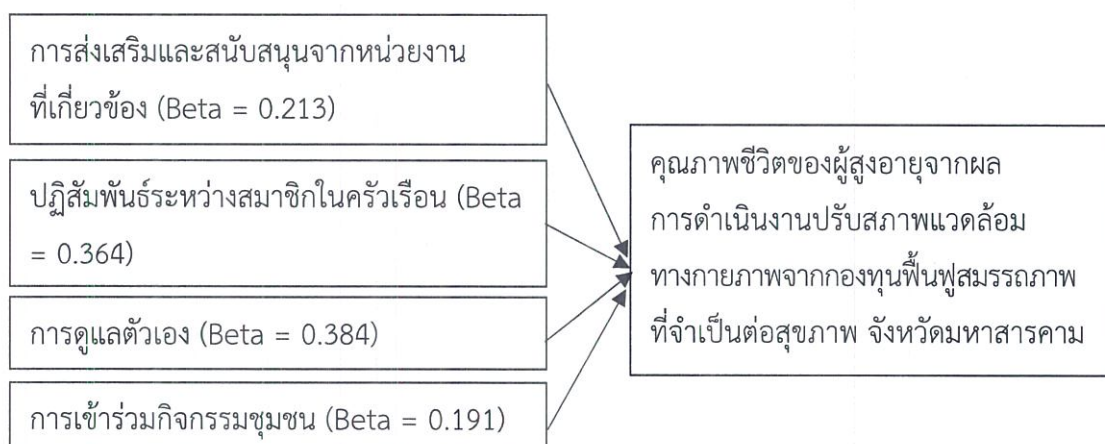 การส่งเสริมและสนับสนุนจากหน่วยงาน
ที่เกี่ยวข้อง (Beta = 0.213)
ปฏิสัมพันธ์ระหว่างสมาชิกในครัวเรือน (Beta
= 0.364)
การดูแลตัวเอง (Beta = 0.384)
การเข้าร่วมกิจกรรมชุมชน (Beta = 0.191)
คุณภาพชีวิตของผู้สูงอายุจากผล
การดำเนินงานปรับสภาพแวดล้อม
ทางกายภาพจากกองทุนฟื้นฟูสมรรถภาพ
ที่จำเป็นต่อสุขภาพ จังหวัดมหาสารคาม